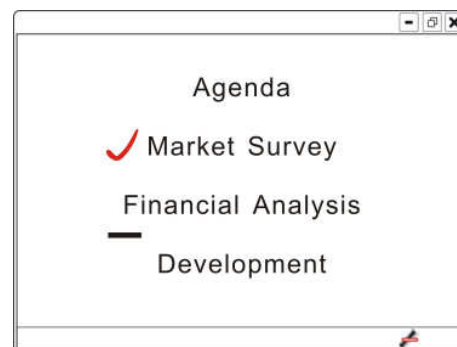 Agenda
Market Survey
Financial Analysis
Development